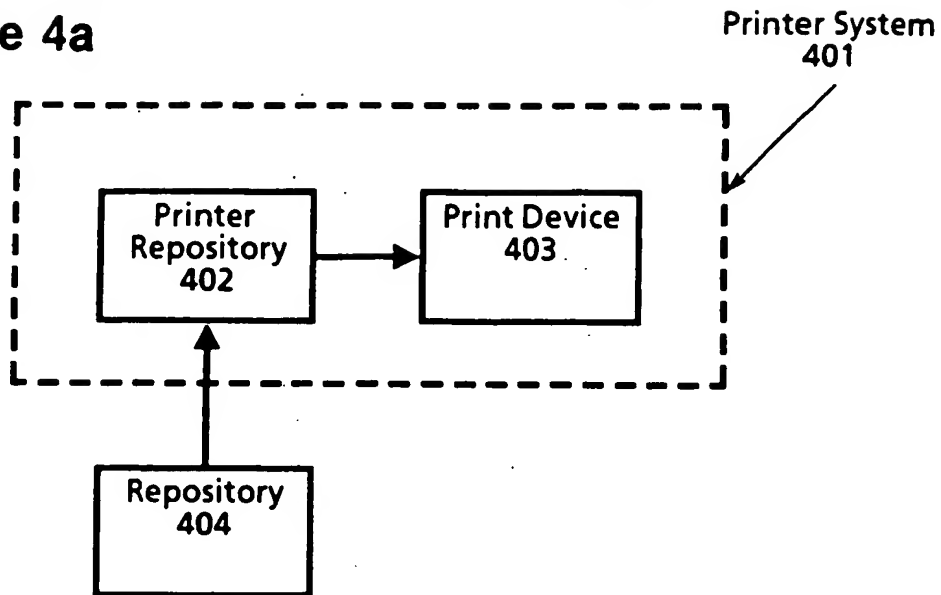 e 4a
Printer System
401
Printer
Repository
402
Print Device
403
Repository
404